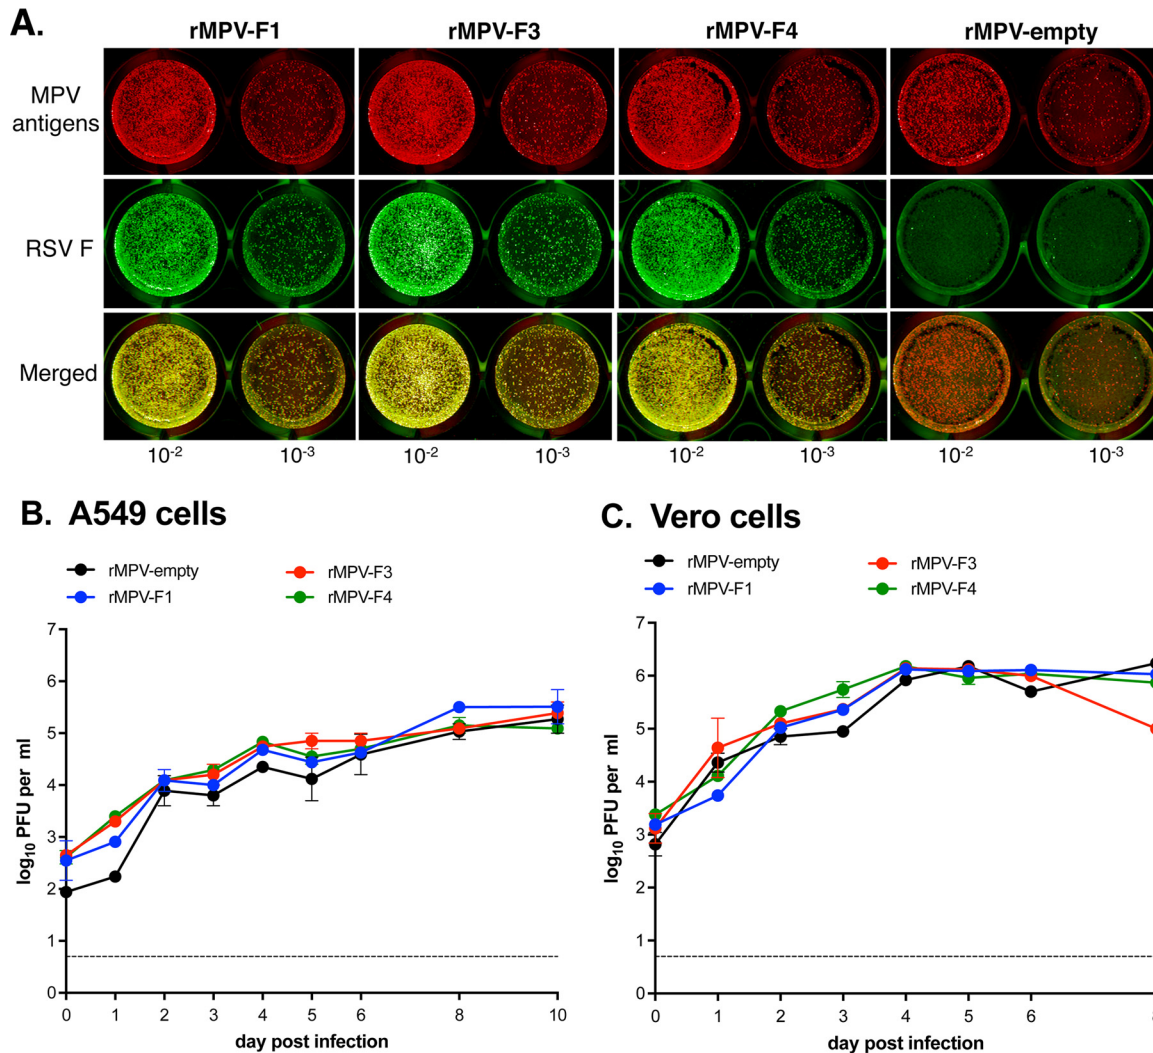 A.
rMPV-F1 rMPV-F3 rMPV-F4 rMPV-empty
MPV antigens
RSV F
Merged
10⁻² 10⁻³ 10⁻² 10⁻³ 10⁻² 10⁻³ 10⁻² 10⁻³
B. A549 cells
rMPV-empty rMPV-F3
rMPV-F1 rMPV-F4
log₁₀ PFU per ml
7
6
5
4
3
2
1
0
0 1 2 3 4 5 6 8 10
day post infection
C. Vero cells
rMPV-empty rMPV-F3
rMPV-F1 rMPV-F4
log₁₀ PFU per ml
7
6
5
4
3
2
1
0
0 1 2 3 4 5 6
day post infection